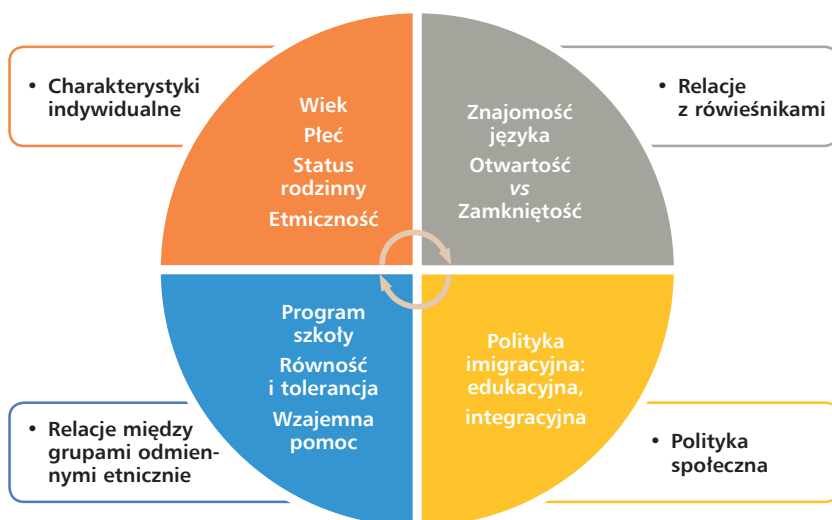 • Charakterystyki
indywidualne
Wiek
Płeć
Status
rodzinny
Etmiczność
Znajomość
języka
Otwartość
vs
Zamkniętość
• Relacje
z rówieśnikami
• Relacje między
grupami odmien-
nymi etnicznie
Program
szkoły
Równość
i tolerancja
Wzajemna
pomoc
Polityka
imigracyjna:
edukacyjna,
integracyjna
• Polityka
społeczna